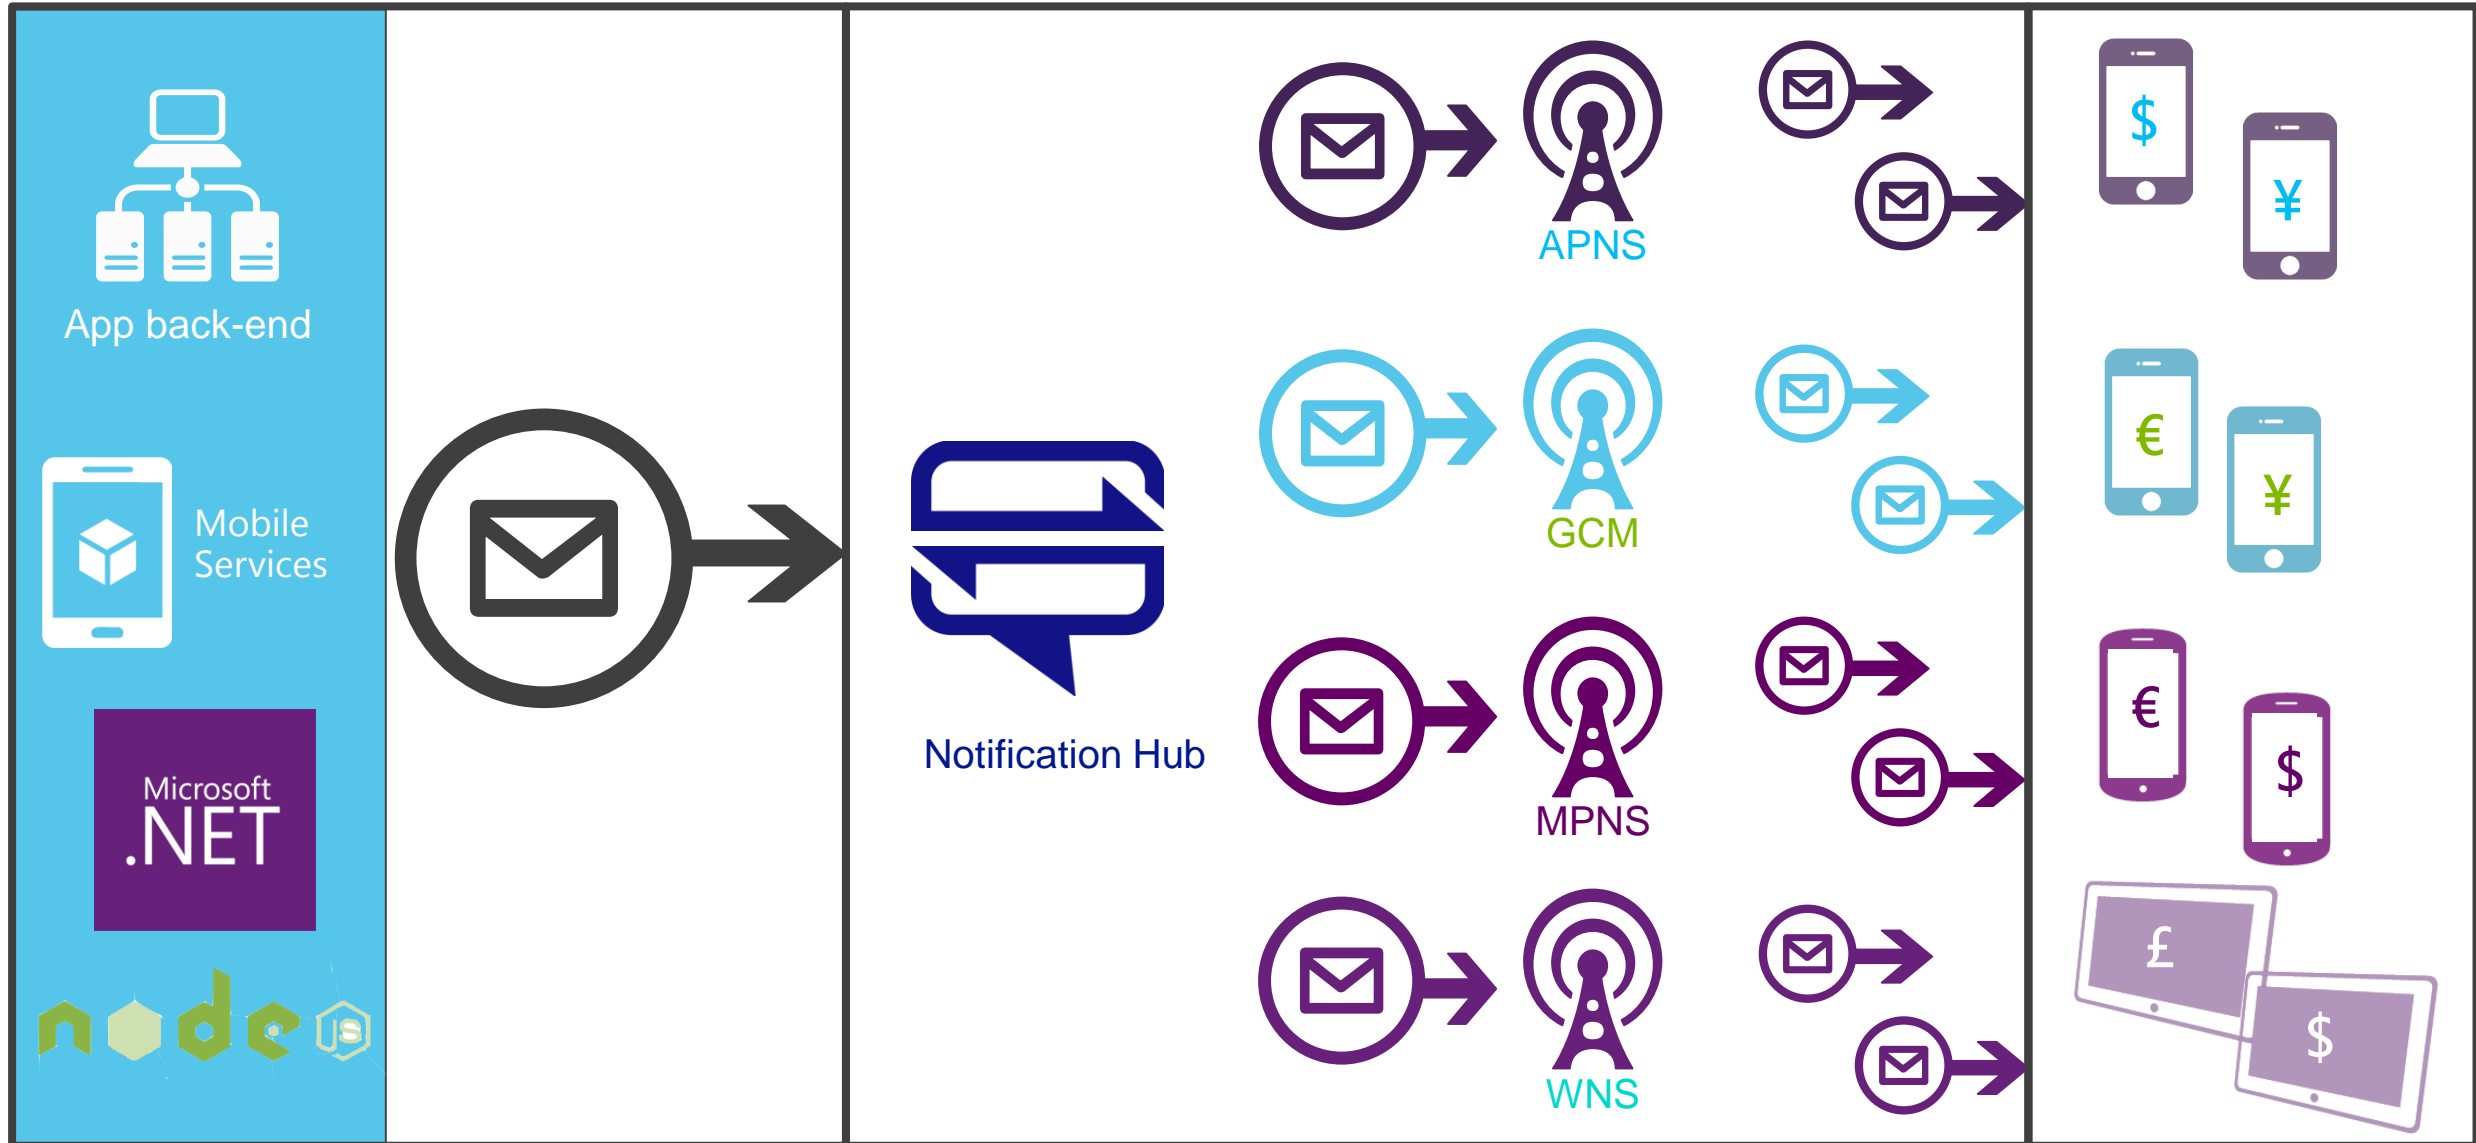 App back-end
Mobile
Services
Microsoft
.NET
node
JS
Notification Hub
APNS
GCM
MPNS
WNS
$
¥
€
¥
€
$
£
$